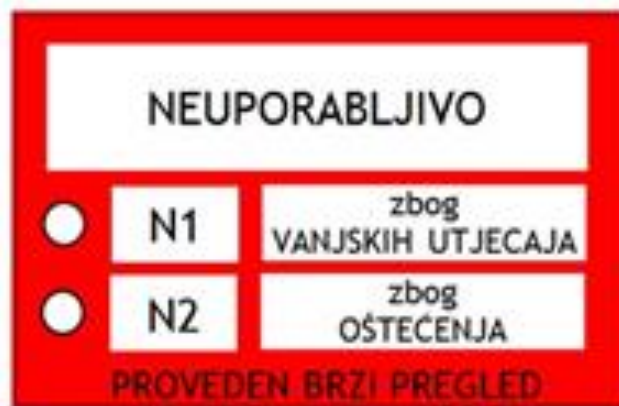 NEUPORABLJIVO
N1
zbog
VANJSKIH UTJECAJA
N2
zbog
OŠTEĆENJA
PROVEDEN BRZI PREGLED